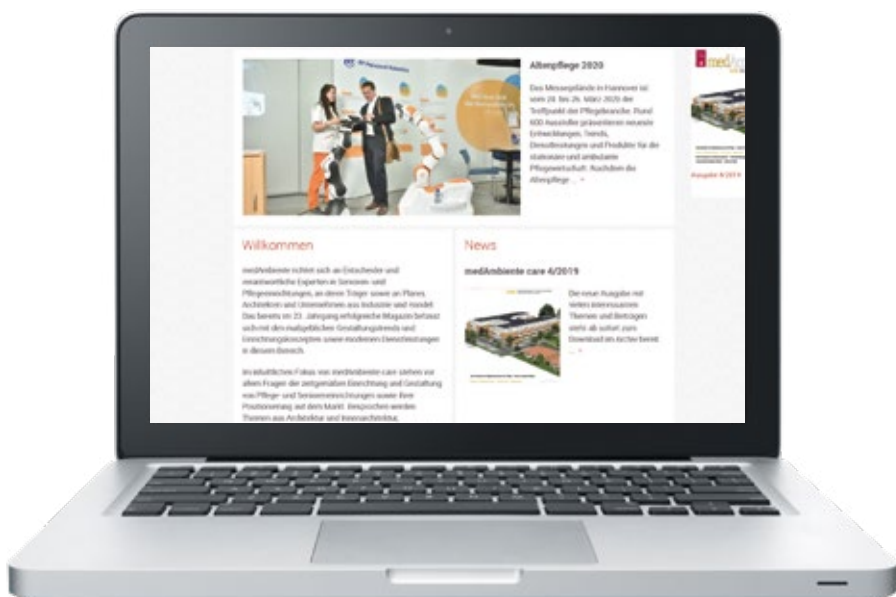 Altenpflege 2020
Das Messegelände in Hannover ist
vom 24. bis 26. März 2020 der
Treffpunkt der Pflegebranche. Rund
600 Aussteller präsentieren neueste
Entwicklungen, Trends,
Dienstleistungen und Produkte für die
stationäre und ambulante
Pflegewirtschaft. Nachdem die
Altenpflege ...
Ausgabe 4/2019
Willkommen
medAmbiente richtet sich an Entscheider und
verantwortliche Experten in Senioren- und
Pflegeeinrichtungen, an deren Träger sowie an Planer,
Architekten und Unternehmen aus Industrie und Handel.
Das bereits im 23. Jahrgang erfolgreiche Magazin befasst
sich mit den maßgeblichen Gestaltungstrends und
Einrichtungskonzepten sowie modernen Dienstleistungen
in diesem Bereich.
Im inhaltlichen Fokus von medAmbiente care stehen vor
allem Fragen der zeitgemäßen Einrichtung und Gestaltung
von Pflege- und Senioreneinrichtungen sowie ihre
Positionierung auf dem Markt. Besprochen werden
Themen aus Architektur und Innenarchitektur,
News
medAmbiente care 4/2019
Die neue Ausgabe mit
vielen interessanten
Themen und Beiträgen
steht ab sofort zum
Download im Archiv bereit
...